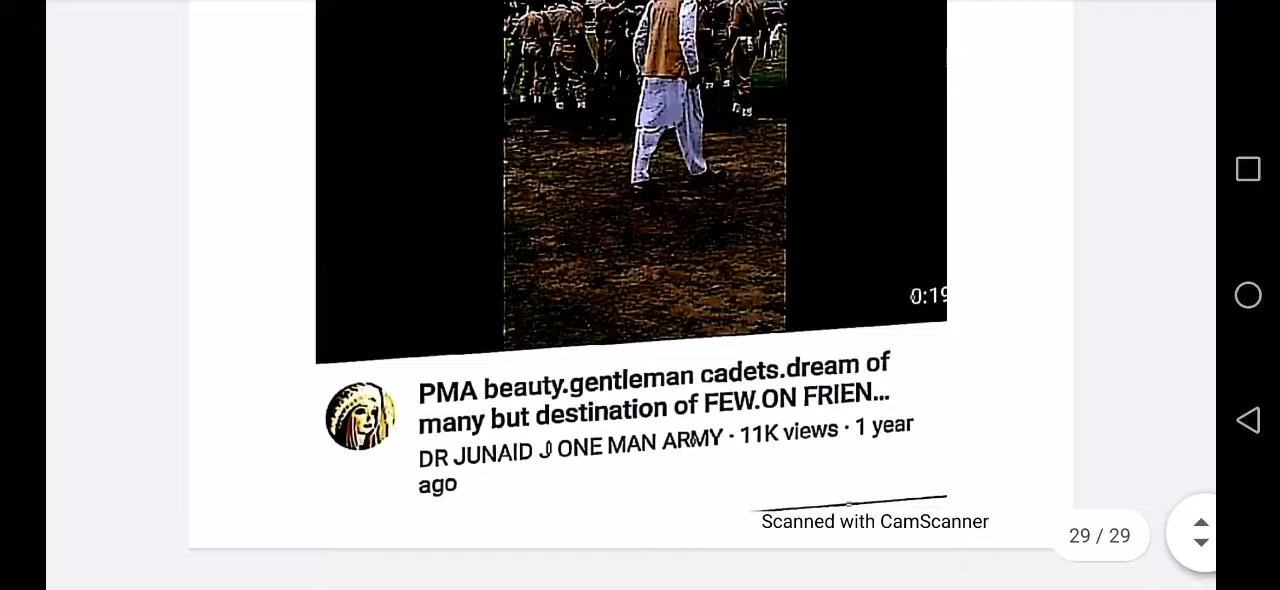 0:19
PMA beauty.gentleman cadets.dream of
many but destination of FEW.ON FRIEN...
DR JUNAID J ONE MAN ARMY · 11K views · 1 year
ago
Scanned with CamScanner
29 / 29